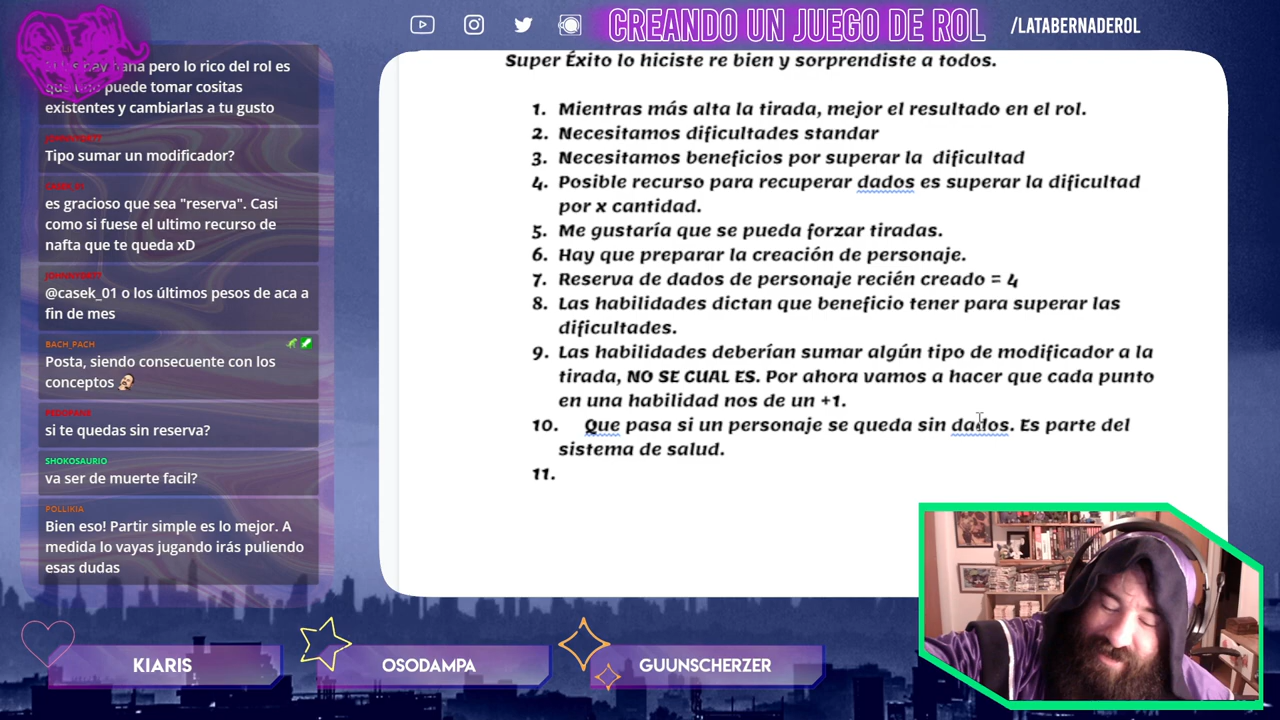 CREANDO UN JUEGO DE ROL
/LATABERNADEROL
pero lo rico del rol es
puede tomar cositas
existentes y cambiarlas a tu gusto
Tipo sumar un modificador?
CASEK_01
es gracioso que sea "reserva". Casi
como si fuese el ultimo recurso de
nafta que te queda xD
@casek_01 o los últimos pesos de aca a
fin de mes
BACH_PACH
Posta, siendo consecuente con los
conceptos
si te quedas sin reserva?
SHOKOSAURIO
va ser de muerte facil?
POLLIKIA
Bien eso! Partir simple es lo mejor. A
medida lo vayas jugando irás puliendo
esas dudas
Super Éxito lo hiciste re bien y sorprendiste a todos.
1. Mientras más alta la tirada, mejor el resultado en el rol.
2. Necesitamos dificultades standar
3. Necesitamos beneficios por superar la dificultad
4. Posible recurso para recuperar dados es superar la dificultad
por x cantidad.
5. Me gustaría que se pueda forzar tiradas.
6. Hay que preparar la creación de personaje.
7. Reserva de dados de personaje recién creado = 4
8. Las habilidades dictan que beneficio tener para superar las
dificultades.
9. Las habilidades deberían sumar algún tipo de modificador a la
tirada, NO SE CUAL ES. Por ahora vamos a hacer que cada punto
en una habilidad nos de un +1.
10. Que pasa si un personaje se queda sin dados. Es parte del
sistema de salud.
11.
KIARIS
OSODAMPA
GUUNSCHERZER